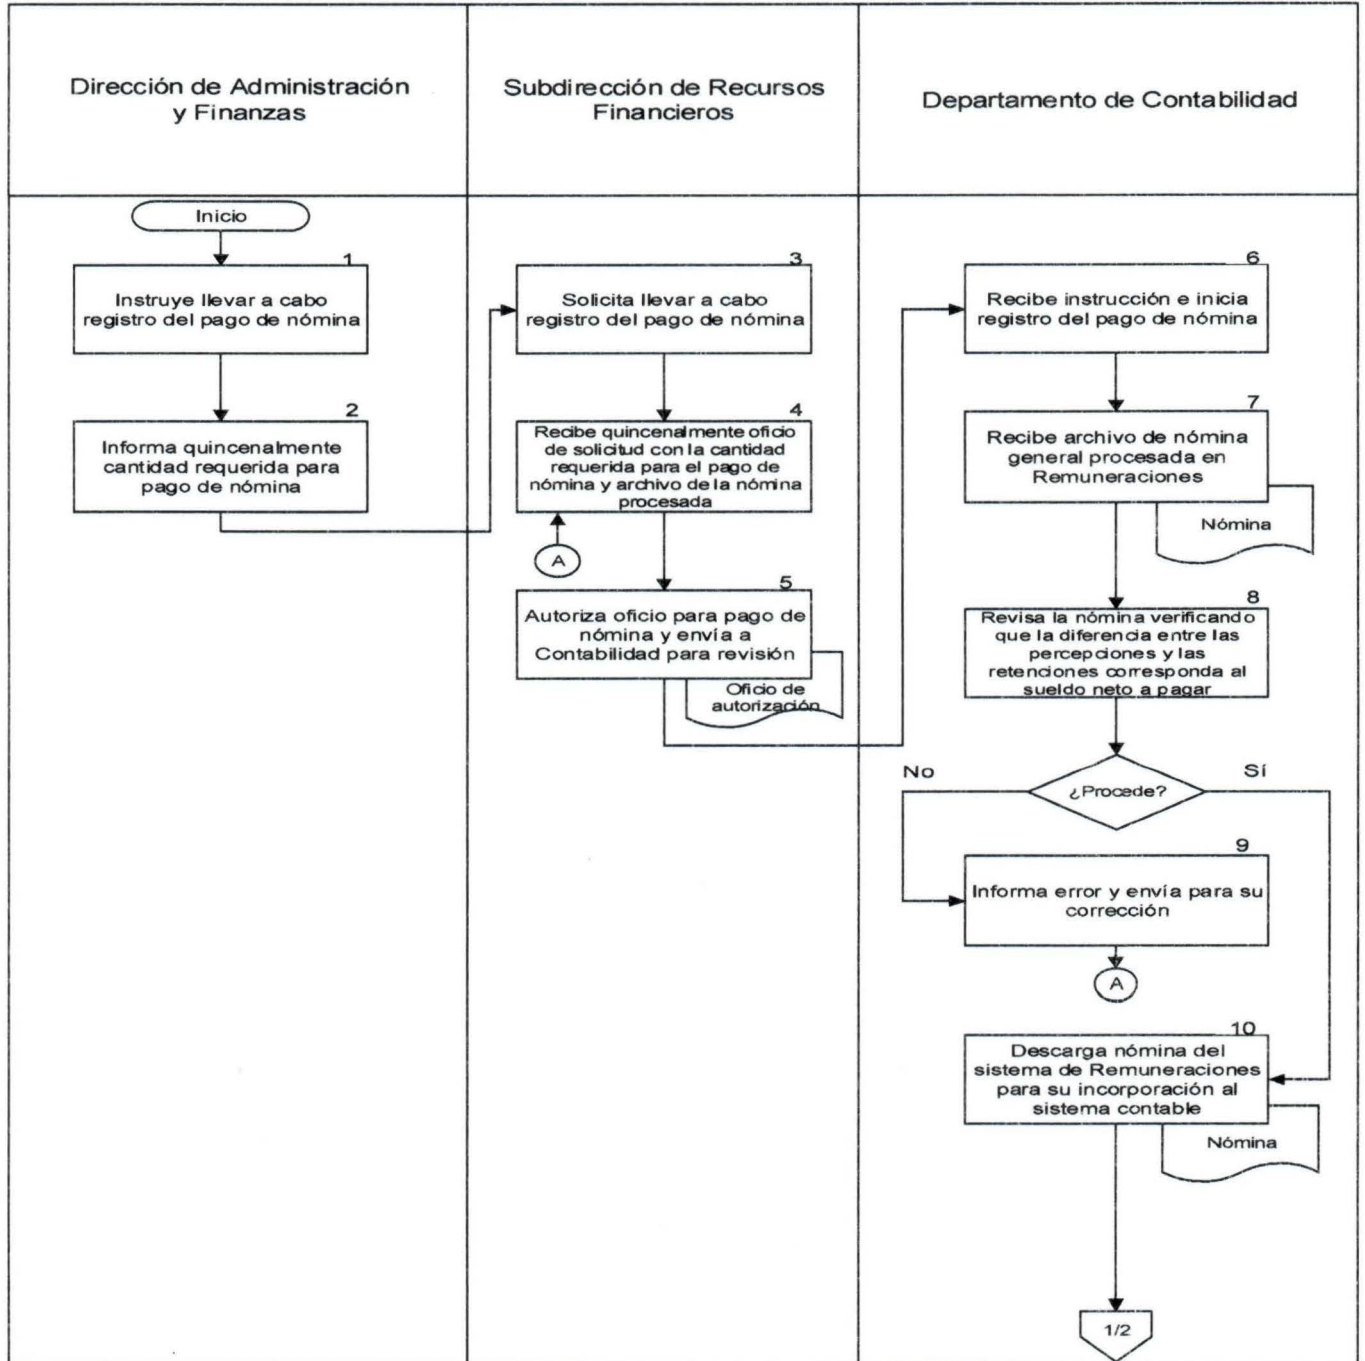 Dirección de Administración
y Finanzas
Subdirección de Recursos
Financieros
Departamento de Contabilidad
Inicio
1
Instruye llevar a cabo
registro del pago de nómina
2
Informa quincenalmente
cantidad requerida para
pago de nómina
3
Solicita llevar a cabo
registro del pago de nómina
4
Recibe quincenalmente oficio
de solicitud con la cantidad
requerida para el pago de
nómina y archivo de la nómina
procesada
A
5
Autoriza oficio para pago de
nómina y envía a
Contabilidad para revisión
Oficio de
autorización
6
Recibe instrucción e inicia
registro del pago de nómina
7
Recibe archivo de nómina
general procesada en
Remuneraciones
Nómina
8
Revisa la nómina verificando
que la diferencia entre las
percepciones y las
retenciones corresponda al
sueldo neto a pagar
No
Sí
¿Procede?
9
Informa error y envía para su
corrección
A
10
Descarga nómina del
sistema de Remuneraciones
para su incorporación al
sistema contable
Nómina
1/2